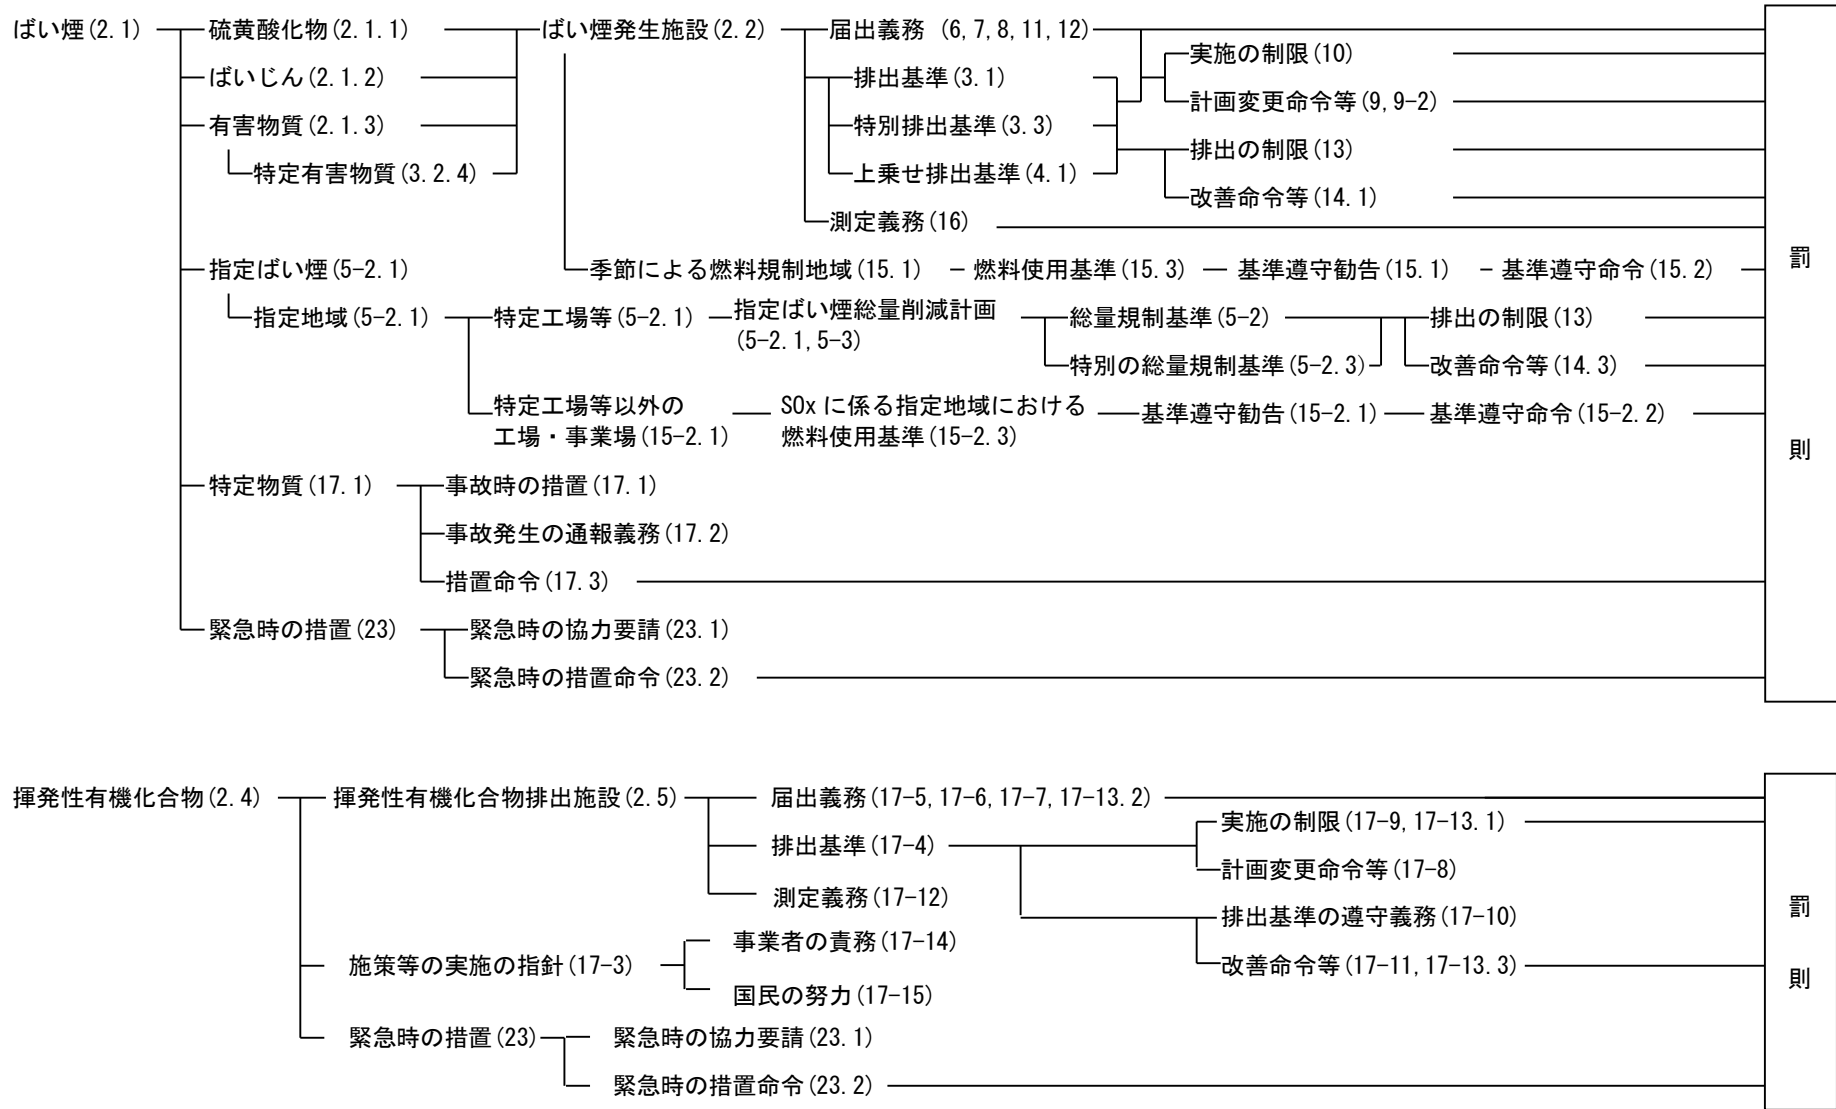 ばい煙(2.1)
硫黄酸化物(2.1.1)
ばい煙発生施設(2.2)
届出義務 (6,7,8,11,12)
実施の制限(10)
ばいじん(2.1.2)
排出基準(3.1)
計画変更命令等(9,9-2)
有害物質(2.1.3)
特別排出基準(3.3)
排出の制限(13)
特定有害物質(3.2.4)
上乗せ排出基準(4.1)
改善命令等(14.1)
測定義務(16)
指定ばい煙(5-2.1)
季節による燃料規制地域(15.1)
燃料使用基準(15.3)
基準遵守勧告(15.1)
基準遵守命令(15.2)
指定地域(5-2.1)
特定工場等(5-2.1)
指定ばい煙総量削減計画
(5-2.1,5-3)
総量規制基準(5-2)
排出の制限(13)
特別の総量規制基準(5-2.3)
改善命令等(14.3)
特定工場等以外の
工場・事業場(15-2.1)
SOxに係る指定地域における
燃料使用基準(15-2.3)
基準遵守勧告(15-2.1)
基準遵守命令(15-2.2)
特定物質(17.1)
事故時の措置(17.1)
事故発生の通報義務(17.2)
措置命令(17.3)
緊急時の措置(23)
緊急時の協力要請(23.1)
緊急時の措置命令(23.2)
罰
則
揮発性有機化合物(2.4)
揮発性有機化合物排出施設(2.5)
届出義務(17-5,17-6,17-7,17-13.2)
実施の制限(17-9,17-13.1)
排出基準(17-4)
計画変更命令等(17-8)
測定義務(17-12)
排出基準の遵守義務(17-10)
施策等の実施の指針(17-3)
事業者の責務(17-14)
改善命令等(17-11,17-13.3)
国民の努力(17-15)
緊急時の措置(23)
緊急時の協力要請(23.1)
緊急時の措置命令(23.2)
罰
則